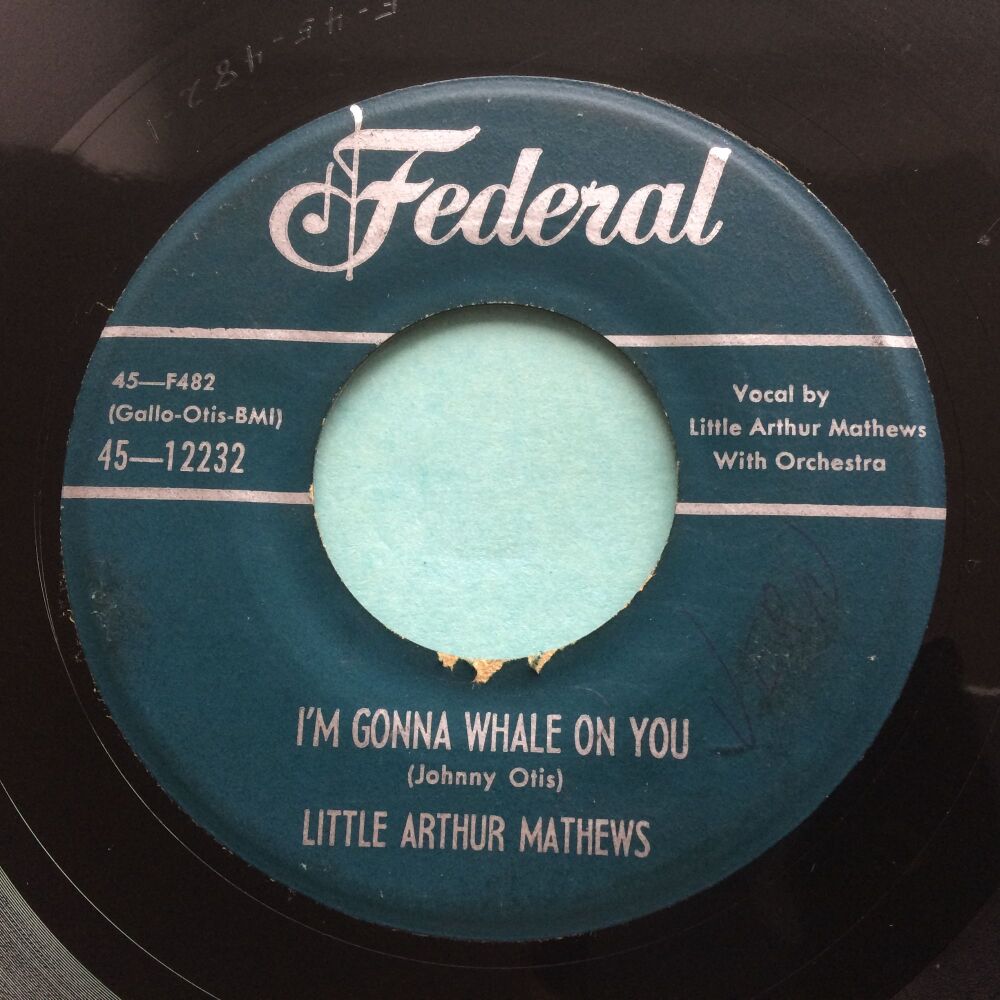 Federal
45—F482
(Gallo-Otis-BMI)
45—12232
Vocal by
Little Arthur Mathews
With Orchestra
I'M GONNA WHALE ON YOU
(Johnny Otis)
LITTLE ARTHUR MATHEWS